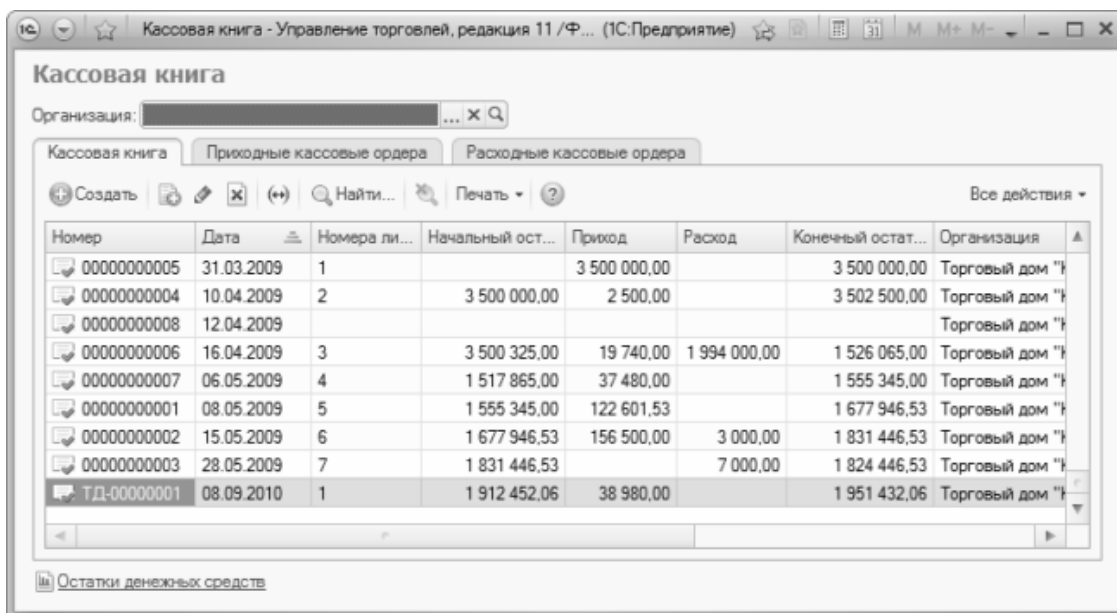 Кассовая книга - Управление торговлей, редакция 11 /Ф... (1С:Предприятие) 31 M M+ M-
Кассовая книга
Организация: ...
Кассовая книга Приходные кассовые ордера Расходные кассовые ордера
Создать Найти... Печать Все действия
Номер Дата Номера ли... Начальный ост... Приход Расход Конечный остат... Организация
00000000005 31.03.2009 1 3 500 000,00 3 500 000,00 Торговый дом "
00000000004 10.04.2009 2 3 500 000,00 2 500,00 3 502 500,00 Торговый дом "
00000000008 12.04.2009 Торговый дом "
00000000006 16.04.2009 3 3 500 325,00 19 740,00 1 994 000,00 1 526 065,00 Торговый дом "
00000000007 06.05.2009 4 1 517 865,00 37 480,00 1 555 345,00 Торговый дом "
00000000001 08.05.2009 5 1 555 345,00 122 601,53 1 677 946,53 Торговый дом "
00000000002 15.05.2009 6 1 677 946,53 156 500,00 3 000,00 1 831 446,53 Торговый дом "
00000000003 28.05.2009 7 1 831 446,53 7 000,00 1 824 446,53 Торговый дом "
ТД-00000001 08.09.2010 1 1 912 452,06 38 980,00 1 951 432,06 Торговый дом "
Остатки денежных средств